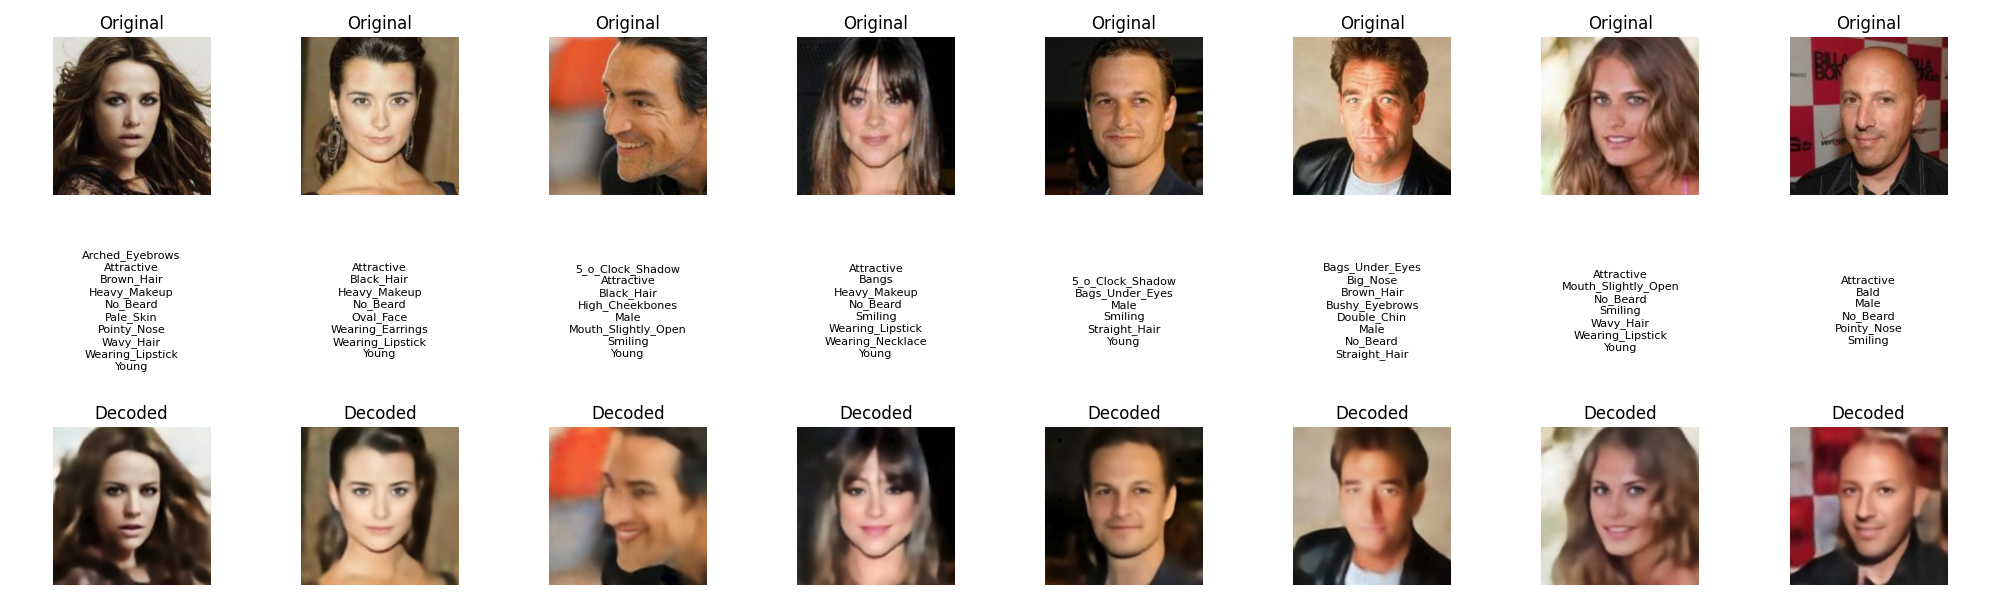 Original Original Original Original Original Original Original Original
BILLA
BON
verizon
Arched_Eyebrows
Attractive
Brown_Hair
Heavy_Makeup
No_Beard
Pale_Skin
Pointy_Nose
Wavy_Hair
Wearing_Lipstick
Young
Attractive
Black_Hair
Heavy_Makeup
No_Beard
Oval_Face
Wearing_Earrings
Wearing_Lipstick
Young
5_o_Clock_Shadow
Attractive
Black_Hair
High_Cheekbones
Male
Mouth_Slightly_Open
Smiling
Young
Attractive
Bangs
Heavy_Makeup
No_Beard
Smiling
Wearing_Lipstick
Wearing_Necklace
Young
5_o_Clock_Shadow
Bags_Under_Eyes
Male
Smiling
Straight_Hair
Young
Bags_Under_Eyes
Big_Nose
Brown_Hair
Bushy_Eyebrows
Double_Chin
Male
No_Beard
Straight_Hair
Attractive
Mouth_Slightly_Open
No_Beard
Smiling
Wavy_Hair
Wearing_Lipstick
Young
Attractive
Bald
Male
No_Beard
Pointy_Nose
Smiling
Decoded Decoded Decoded Decoded Decoded Decoded Decoded Decoded